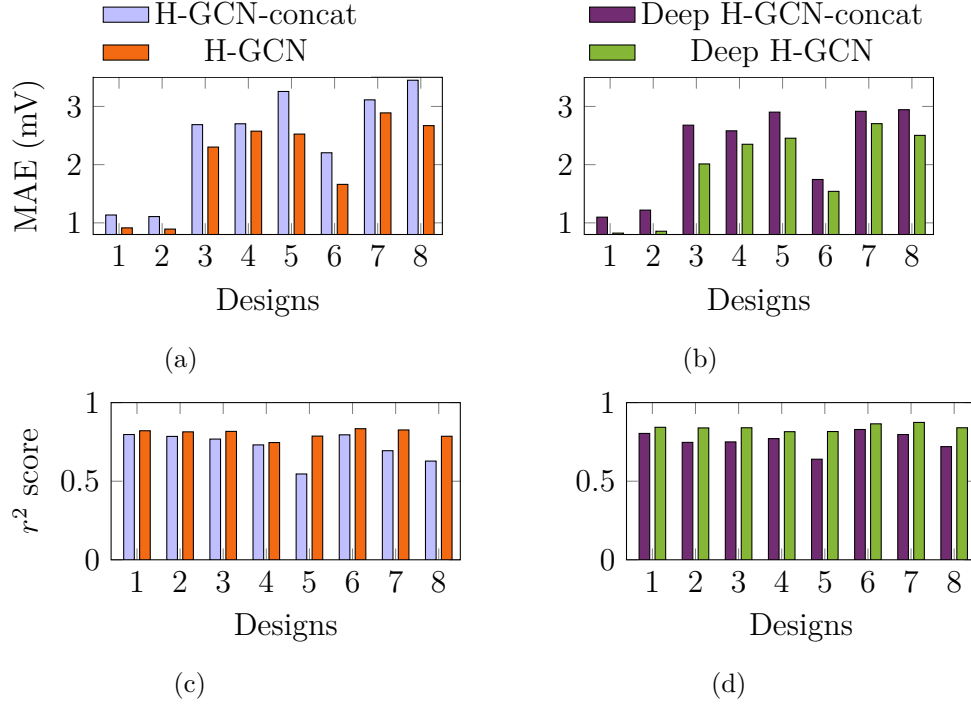 H-GCN-concat
H-GCN
Deep H-GCN-concat
Deep H-GCN
MAE (mV)
3
2
1
1 2 3 4 5 6 7 8
Designs
(a)
3
2
1
1 2 3 4 5 6 7 8
Designs
(b)
r² score
1
0.5
0
1 2 3 4 5 6 7 8
Designs
(c)
1
0.5
0
1 2 3 4 5 6 7 8
Designs
(d)